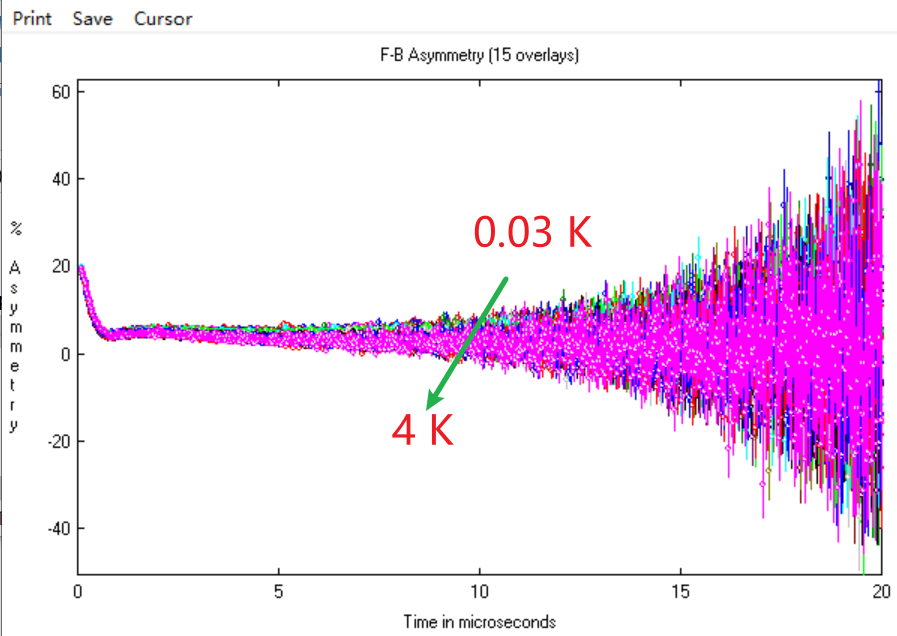 Print Save Cursor
F-B Asymmetry (15 overlays)
60
40
20
0
-20
-40
% Asymmetry
0.03 K
4 K
0 5 10 15 20
Time in microseconds